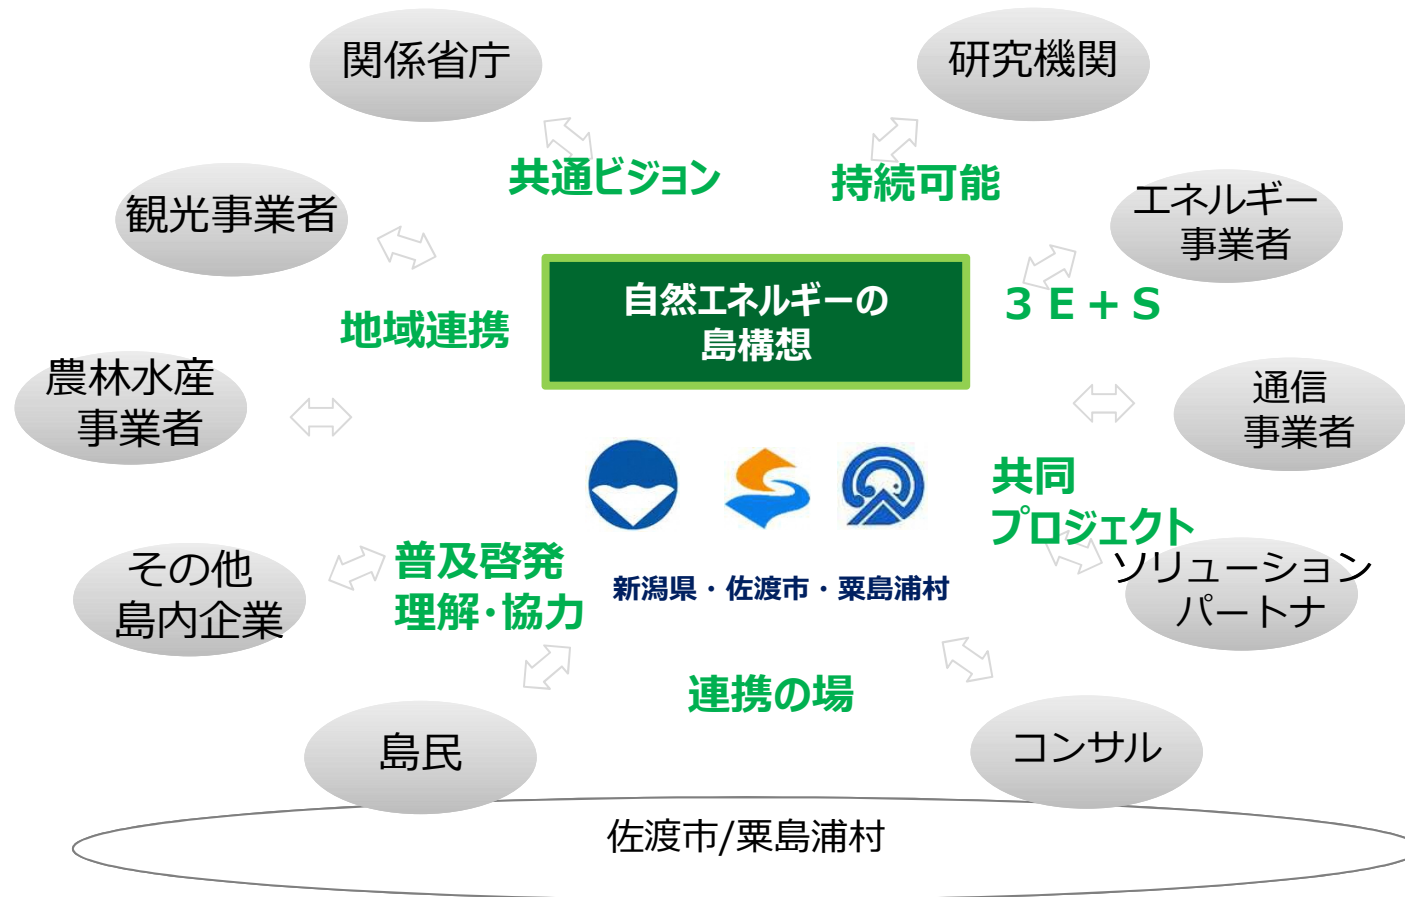 関係省庁
研究機関
共通ビジョン
持続可能
観光事業者
エネルギー
事業者
自然エネルギーの
島構想
３Ｅ＋Ｓ
地域連携
農林水産
事業者
通信
事業者
共同
プロジェクト
その他
島内企業
普及啓発
理解・協力
新潟県・佐渡市・粟島浦村
ソリューション
パートナ
連携の場
島民
コンサル
佐渡市/粟島浦村